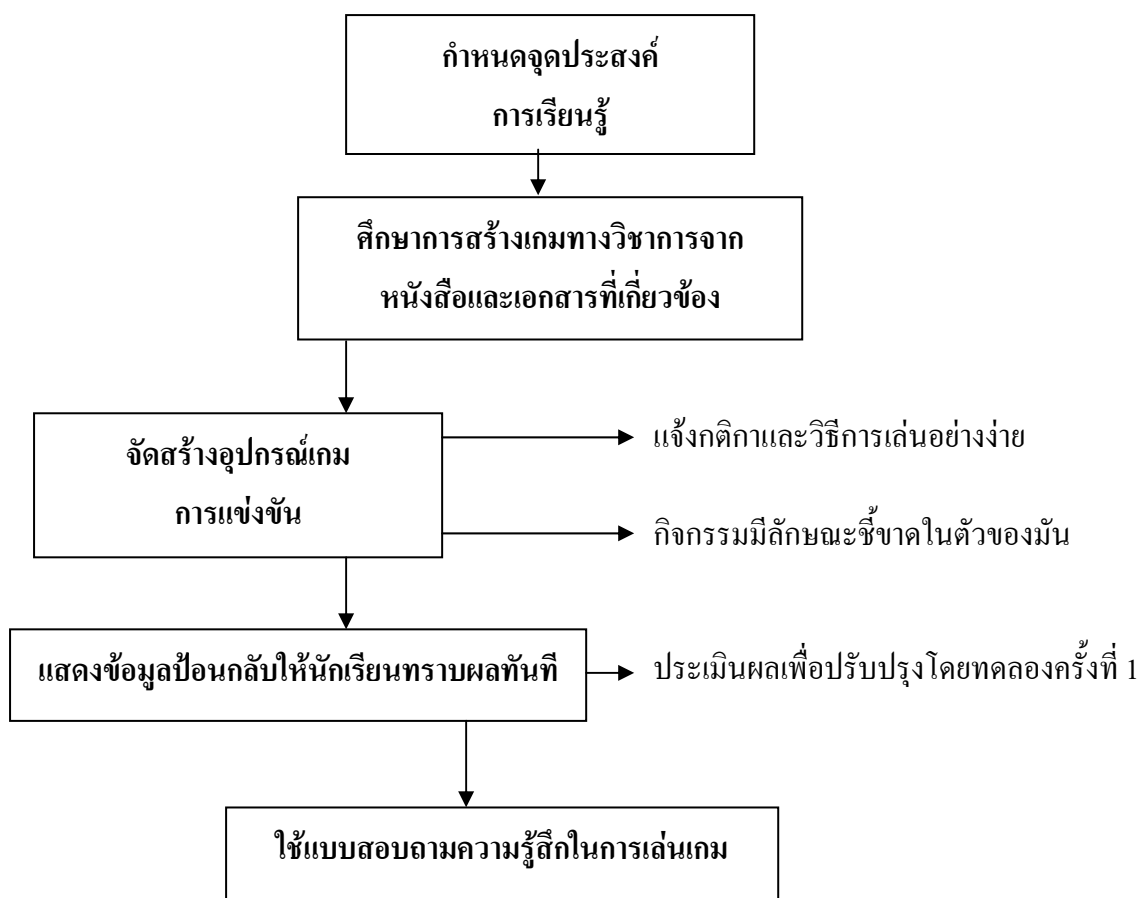 กำหนดจุดประสงค์
การเรียนรู้
ศึกษาการสร้างเกมทางวิชาการจาก
หนังสือและเอกสารที่เกี่ยวข้อง
จัดสร้างอุปกรณ์เกม
การแข่งขัน
แจ้งกติกาและวิธีการเล่นอย่างง่าย
กิจกรรมมีลักษณะชี้ขาดในตัวของมัน
แสดงข้อมูลป้อนกลับให้นักเรียนทราบผลทันที
ประเมินผลเพื่อปรับปรุงโดยทดลองครั้งที่ 1
ใช้แบบสอบถามความรู้สึกในการเล่นเกม